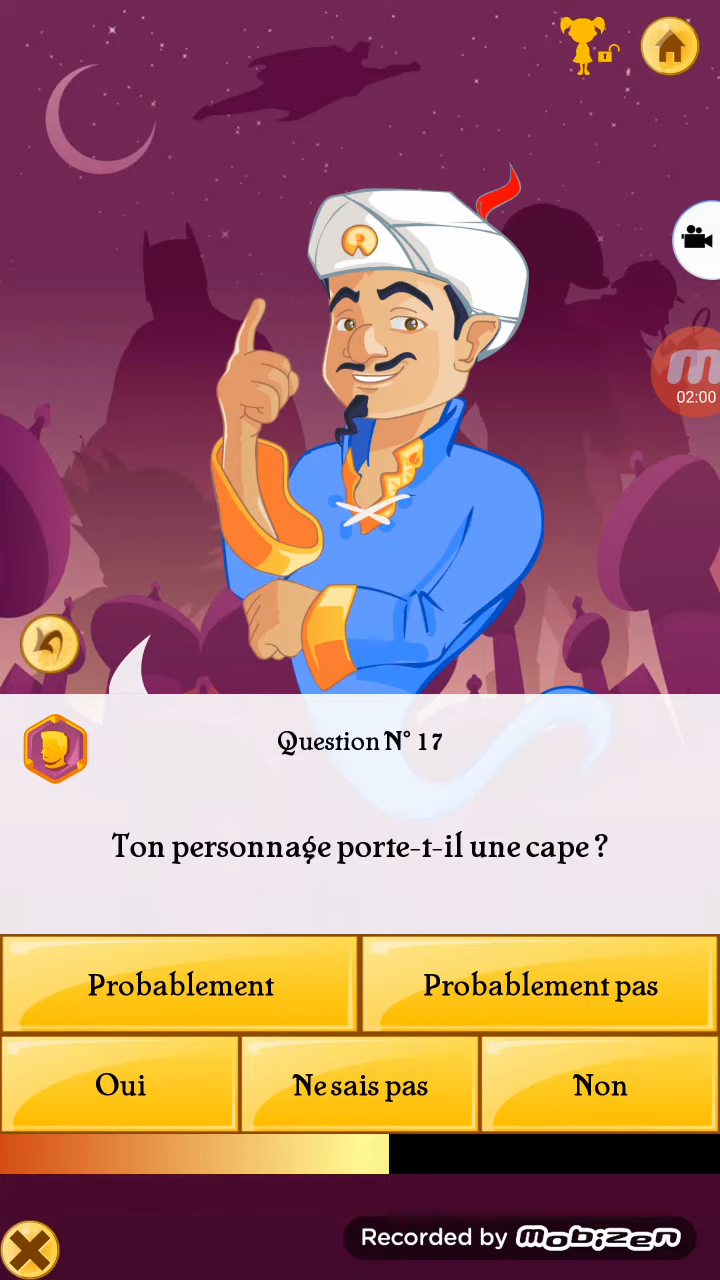 02:00
Question N° 17
Ton personnage porte-t-il une cape ?
Probablement
Probablement pas
Oui
Ne sais pas
Non
Recorded by mobizen